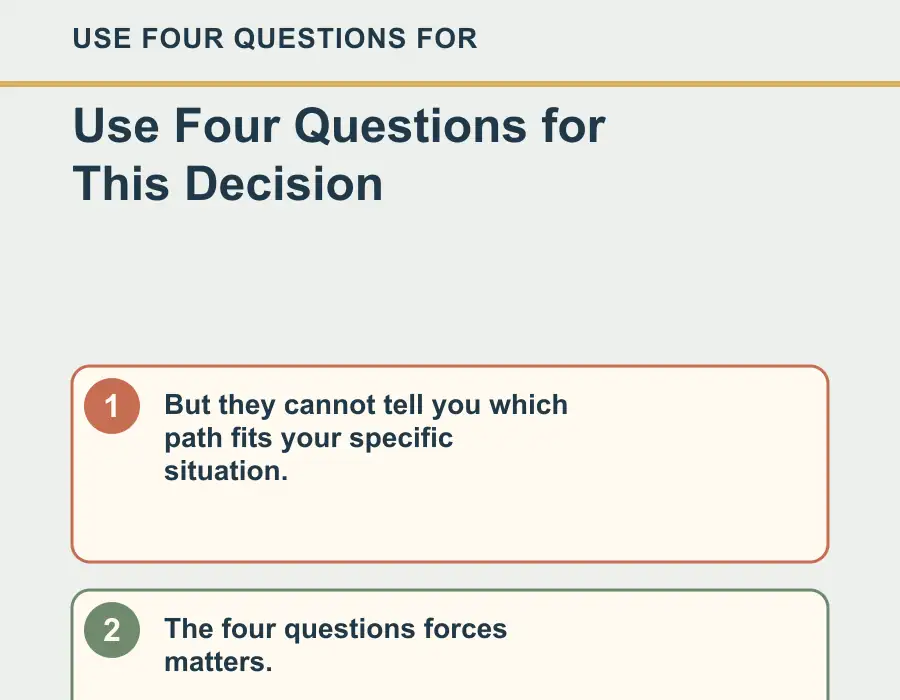 USE FOUR QUESTIONS FOR
Use Four Questions for
This Decision
1
But they cannot tell you which
path fits your specific
situation.
2
The four questions forces
matters.